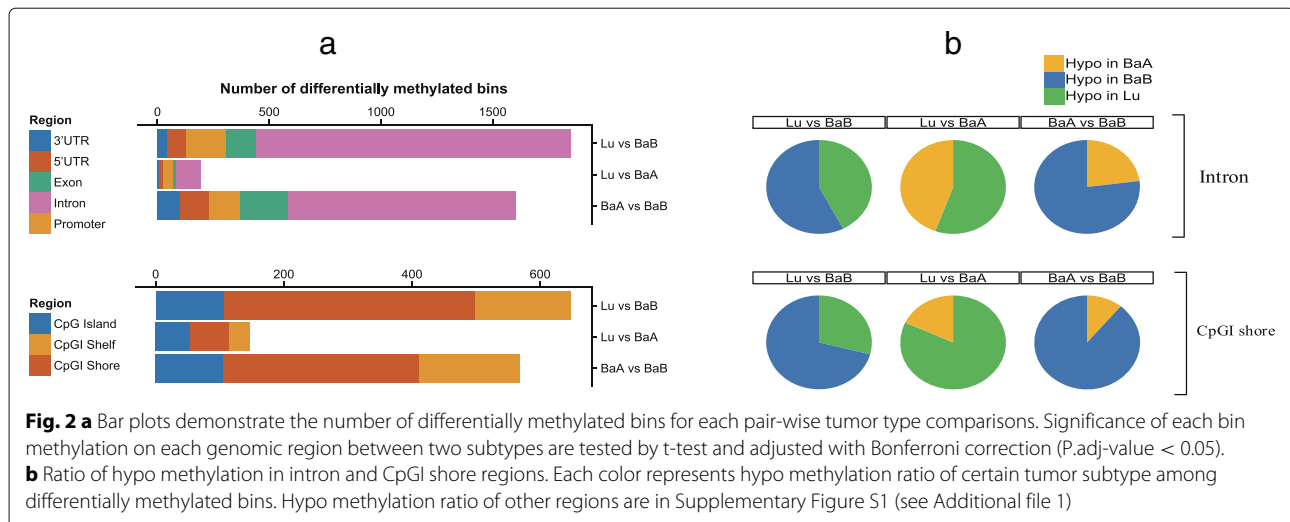 a
Number of differentially methylated bins
0 500 1000 1500
Region
3'UTR
5'UTR
Exon
Intron
Promoter
Lu vs BaB
Lu vs BaA
BaA vs BaB
0 200 400 600
Region
CpG Island
CpGI Shelf
CpGI Shore
Lu vs BaB
Lu vs BaA
BaA vs BaB
b
Hypo in BaA
Hypo in BaB
Hypo in Lu
Lu vs BaB Lu vs BaA BaA vs BaB
Intron
Lu vs BaB Lu vs BaA BaA vs BaB
CpGI shore
Fig. 2 a Bar plots demonstrate the number of differentially methylated bins for each pair-wise tumor type comparisons. Significance of each bin
methylation on each genomic region between two subtypes are tested by t-test and adjusted with Bonferroni correction (P.adj-value < 0.05).
b Ratio of hypo methylation in intron and CpGI shore regions. Each color represents hypo methylation ratio of certain tumor subtype among
differentially methylated bins. Hypo methylation ratio of other regions are in Supplementary Figure S1 (see Additional file 1)